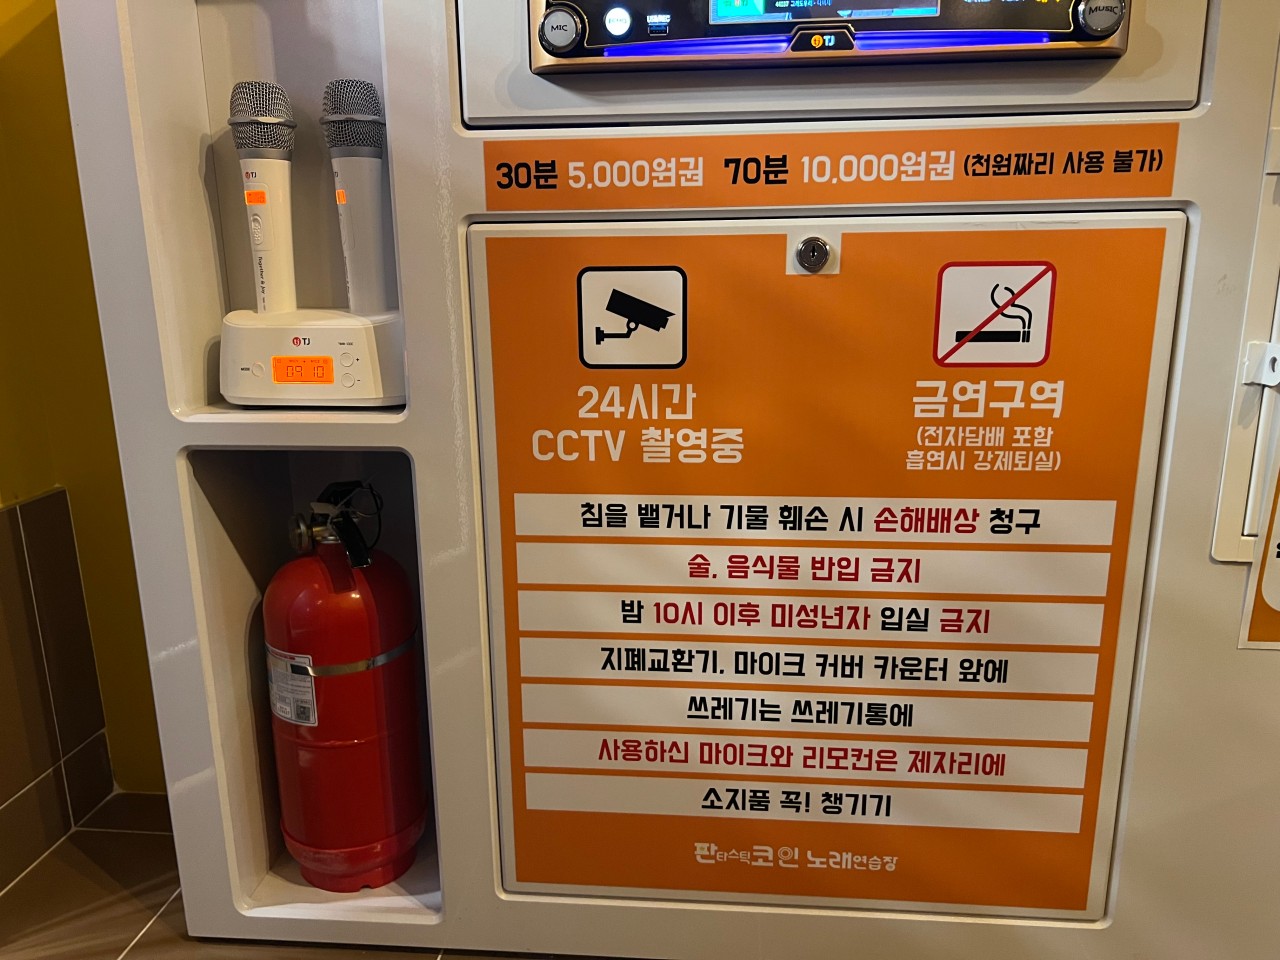 MIC
MUSIC
TJ
30분 5,000원권 70분 10,000원권 (천원짜리 사용 불가)
TJ
TJ
09 10
24시간
CCTV 촬영중
금연구역
(전자담배 포함
흡연시 강제퇴실)
침을 뱉거나 기물 훼손 시 손해배상 청구
술, 음식물 반입 금지
밤 10시 이후 미성년자 입실 금지
지폐교환기, 마이크 커버 카운터 앞에
쓰레기는 쓰레기통에
사용하신 마이크와 리모컨은 제자리에
소지품 꼭! 챙기기
판타스틱코인 노래연습장